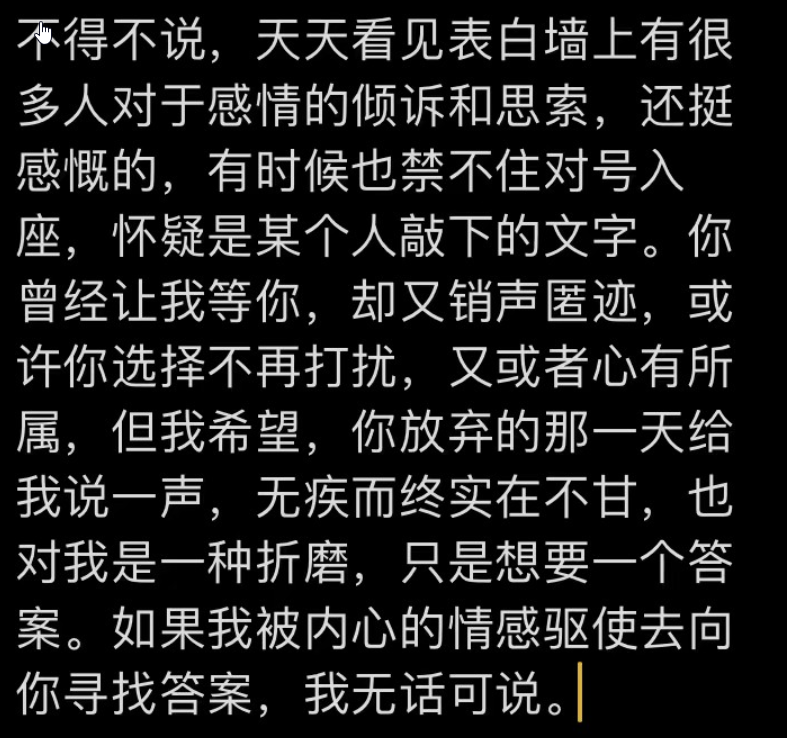 不得不说，天天看见表白墙上有很
多人对于感情的倾诉和思索，还挺
感慨的，有时候也禁不住对号入
座，怀疑是某个人敲下的文字。你
曾经让我等你，却又销声匿迹，或
许你选择不再打扰，又或者心有所
属，但我希望，你放弃的那一天给
我说一声，无疾而终实在不甘，也
对我是一种折磨，只是想要一个答
案。如果我被内心的情感驱使去向
你寻找答案，我无话可说。